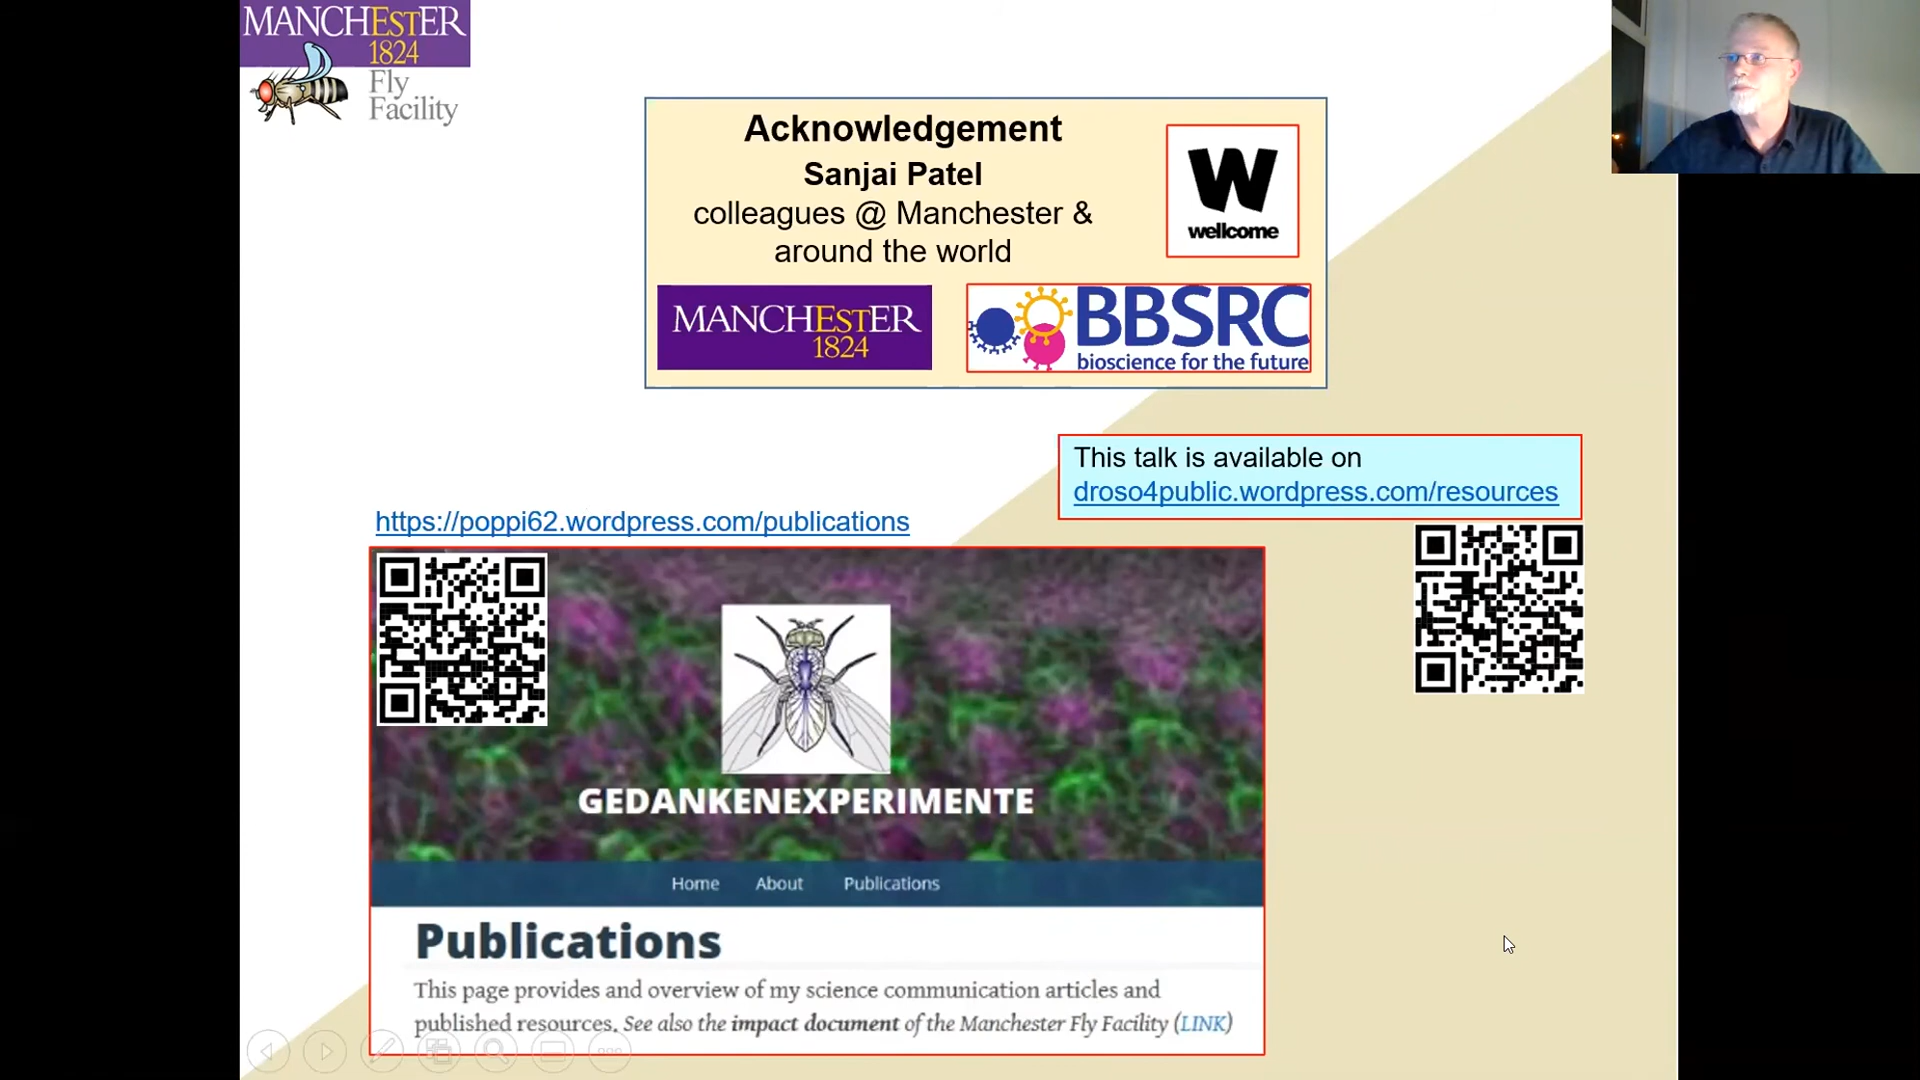 MANCHESTER
1824
Fly
Facility
Acknowledgement
Sanjai Patel
colleagues @ Manchester &
around the world
W
wellcome
MANCHESTER
1824
BBSRC
bioscience for the future
This talk is available on
droso4public.wordpress.com/resources
https://poppi62.wordpress.com/publications
GEDANKENEXPERIMENTE
Home About Publications
Publications
This page provides and overview of my science communication articles and
published resources. See also the impact document of the Manchester Fly Facility (LINK)